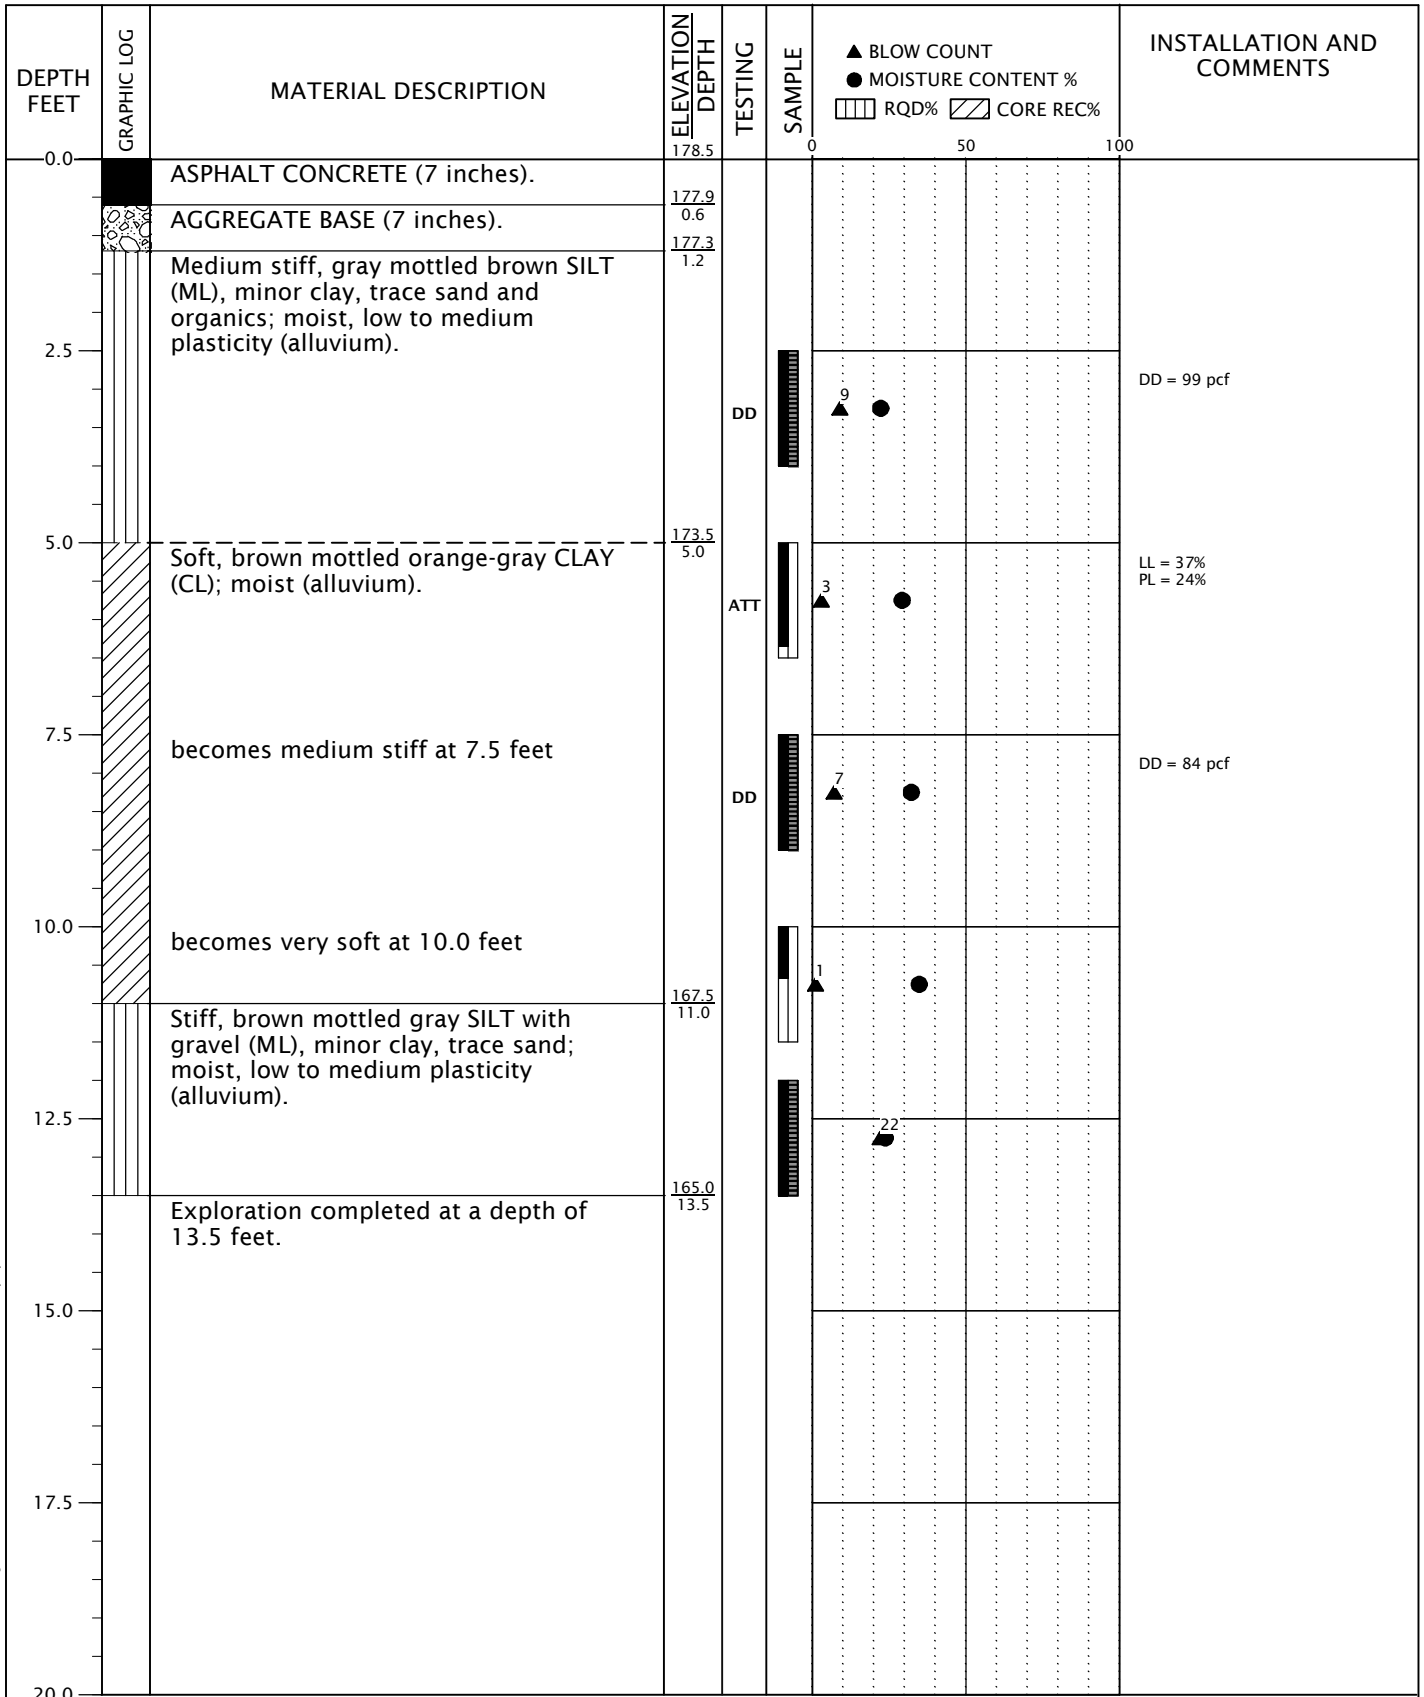 DEPTH
FEET
GRAPHIC LOG
MATERIAL DESCRIPTION
ELEVATION
DEPTH
TESTING
SAMPLE
▲ BLOW COUNT
● MOISTURE CONTENT %
RQD% CORE REC%
INSTALLATION AND
COMMENTS
0 50 100
178.5
0.0
ASPHALT CONCRETE (7 inches).
177.9
0.6
AGGREGATE BASE (7 inches).
177.3
1.2
Medium stiff, gray mottled brown SILT
(ML), minor clay, trace sand and
organics; moist, low to medium
plasticity (alluvium).
2.5
DD = 99 pcf
9
DD
173.5
5.0
5.0
Soft, brown mottled orange-gray CLAY
(CL); moist (alluvium).
LL = 37%
PL = 24%
3
ATT
7.5
becomes medium stiff at 7.5 feet
DD = 84 pcf
7
DD
10.0
becomes very soft at 10.0 feet
1
167.5
11.0
Stiff, brown mottled gray SILT with
gravel (ML), minor clay, trace sand;
moist, low to medium plasticity
(alluvium).
12.5
22
165.0
13.5
Exploration completed at a depth of
13.5 feet.
15.0
17.5
20.0